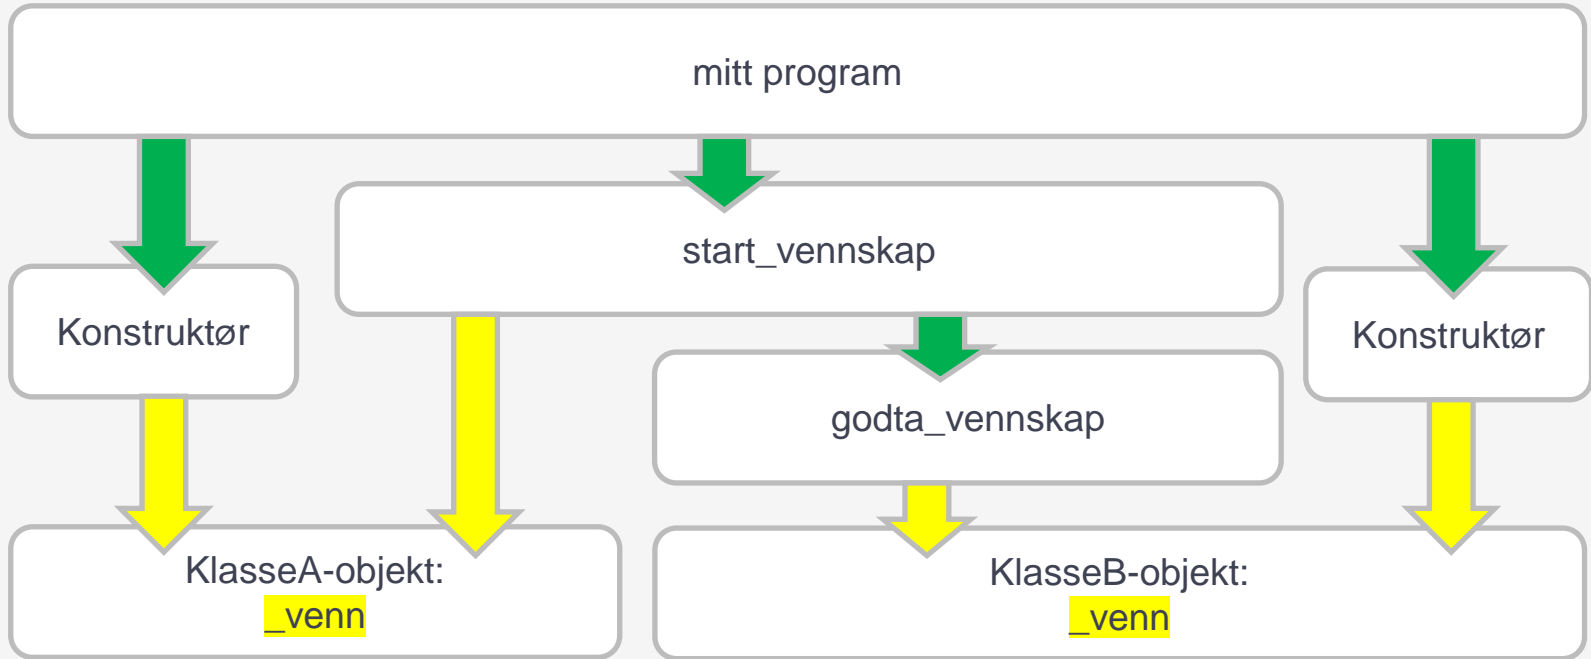 mitt program
start_vennskap
Konstruktør
Konstruktør
godta_vennskap
KlasseA-objekt:
_venn
KlasseB-objekt:
_venn